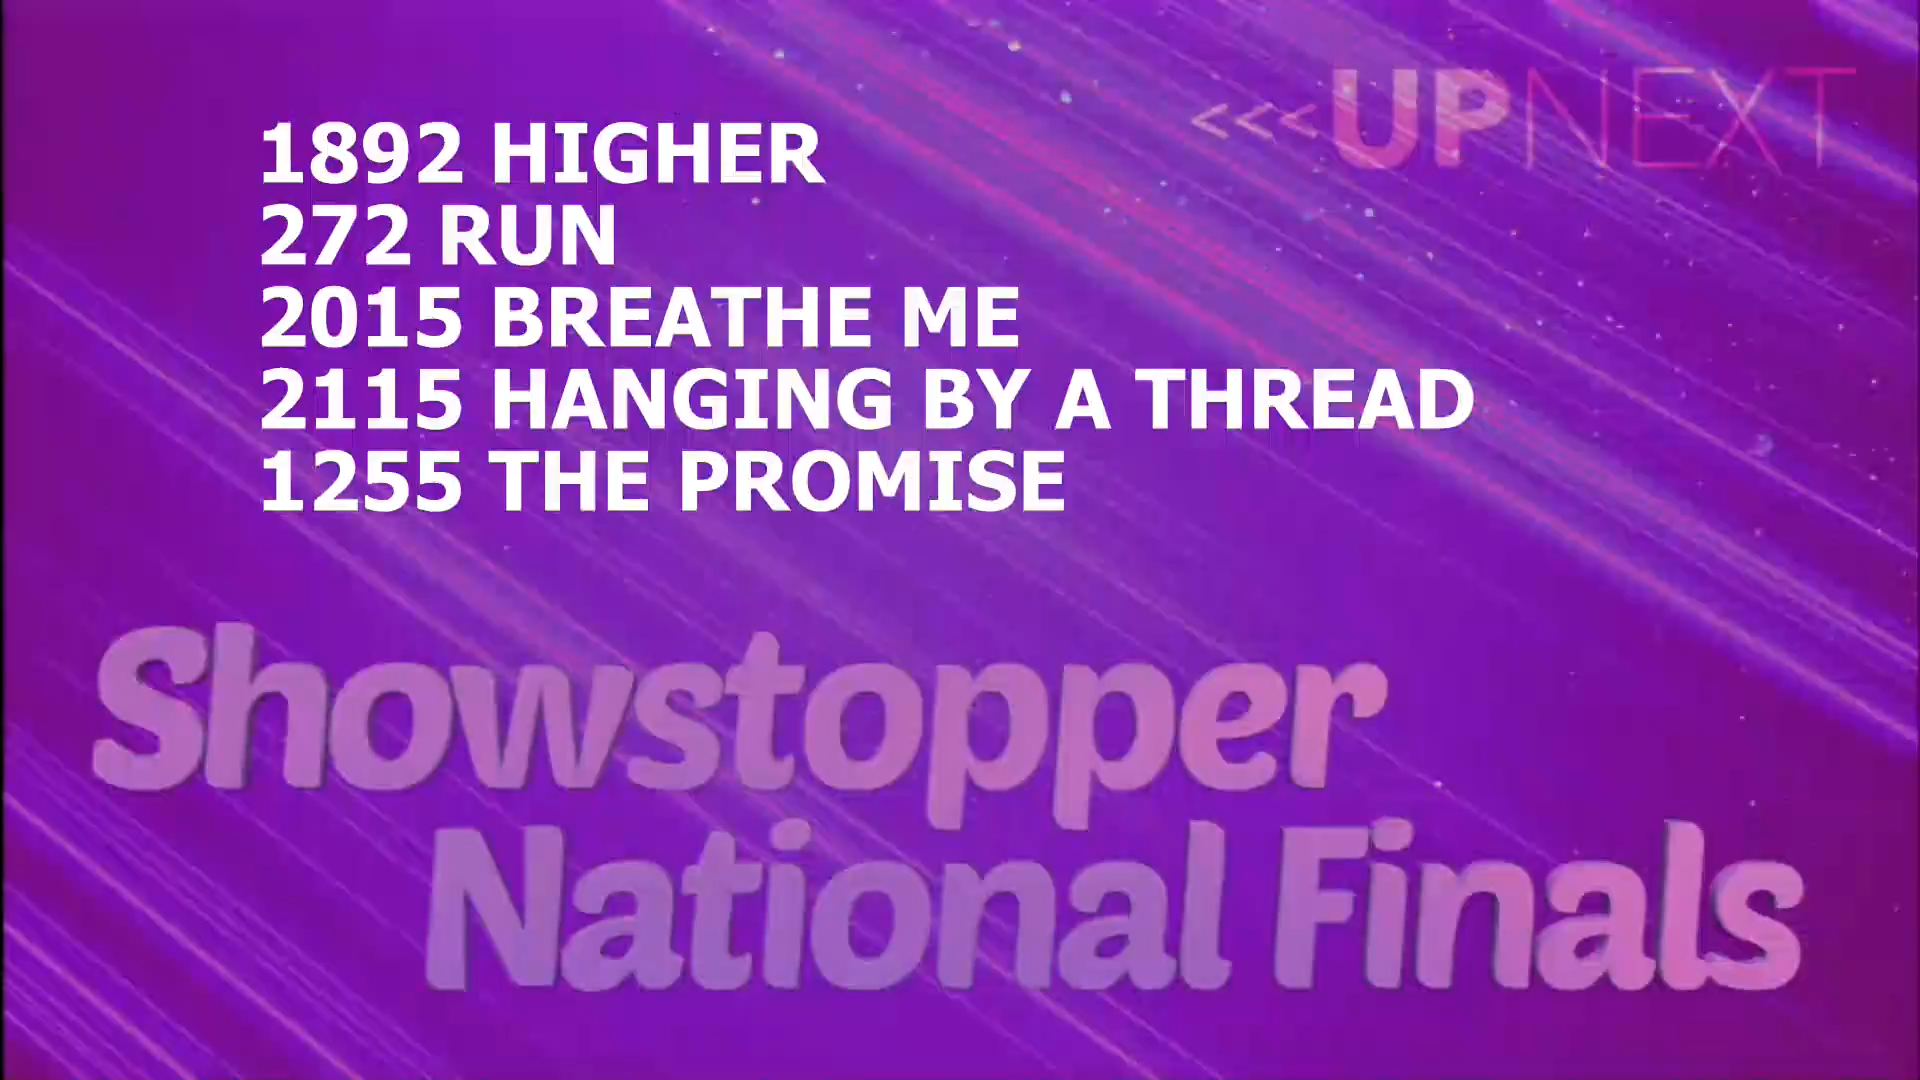 <<<UPNEXT
1892 HIGHER
272 RUN
2015 BREATHE ME
2115 HANGING BY A THREAD
1255 THE PROMISE
Showstopper
National Finals